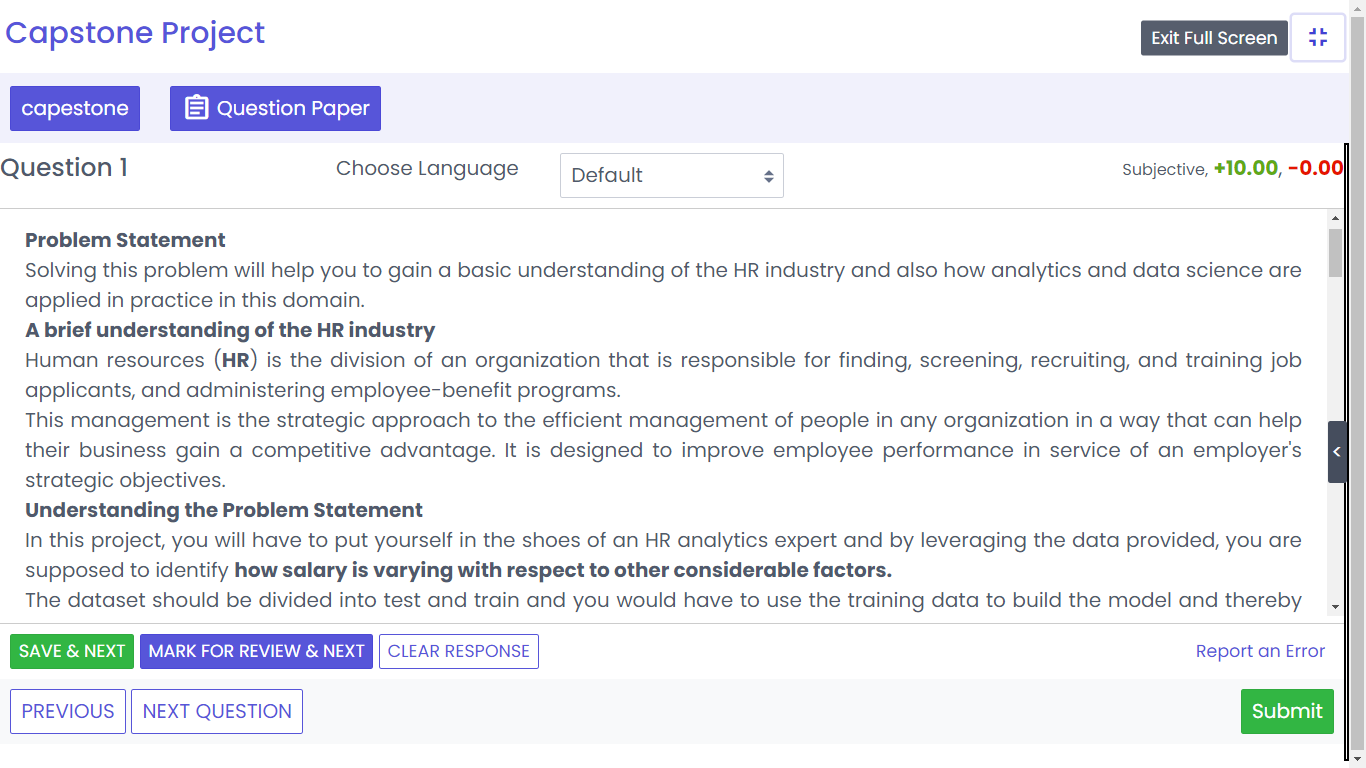 Capstone Project
Exit Full Screen
capestone
Question Paper
Question 1
Choose Language
Default
Subjective, +10.00, -0.00
Problem Statement
Solving this problem will help you to gain a basic understanding of the HR industry and also how analytics and data science are
applied in practice in this domain.
A brief understanding of the HR industry
Human resources (HR) is the division of an organization that is responsible for finding, screening, recruiting, and training job
applicants, and administering employee-benefit programs.
This management is the strategic approach to the efficient management of people in any organization in a way that can help
their business gain a competitive advantage. It is designed to improve employee performance in service of an employer's
strategic objectives.
Understanding the Problem Statement
In this project, you will have to put yourself in the shoes of an HR analytics expert and by leveraging the data provided, you are
supposed to identify how salary is varying with respect to other considerable factors.
The dataset should be divided into test and train and you would have to use the training data to build the model and thereby
SAVE & NEXT
MARK FOR REVIEW & NEXT
CLEAR RESPONSE
Report an Error
PREVIOUS
NEXT QUESTION
Submit